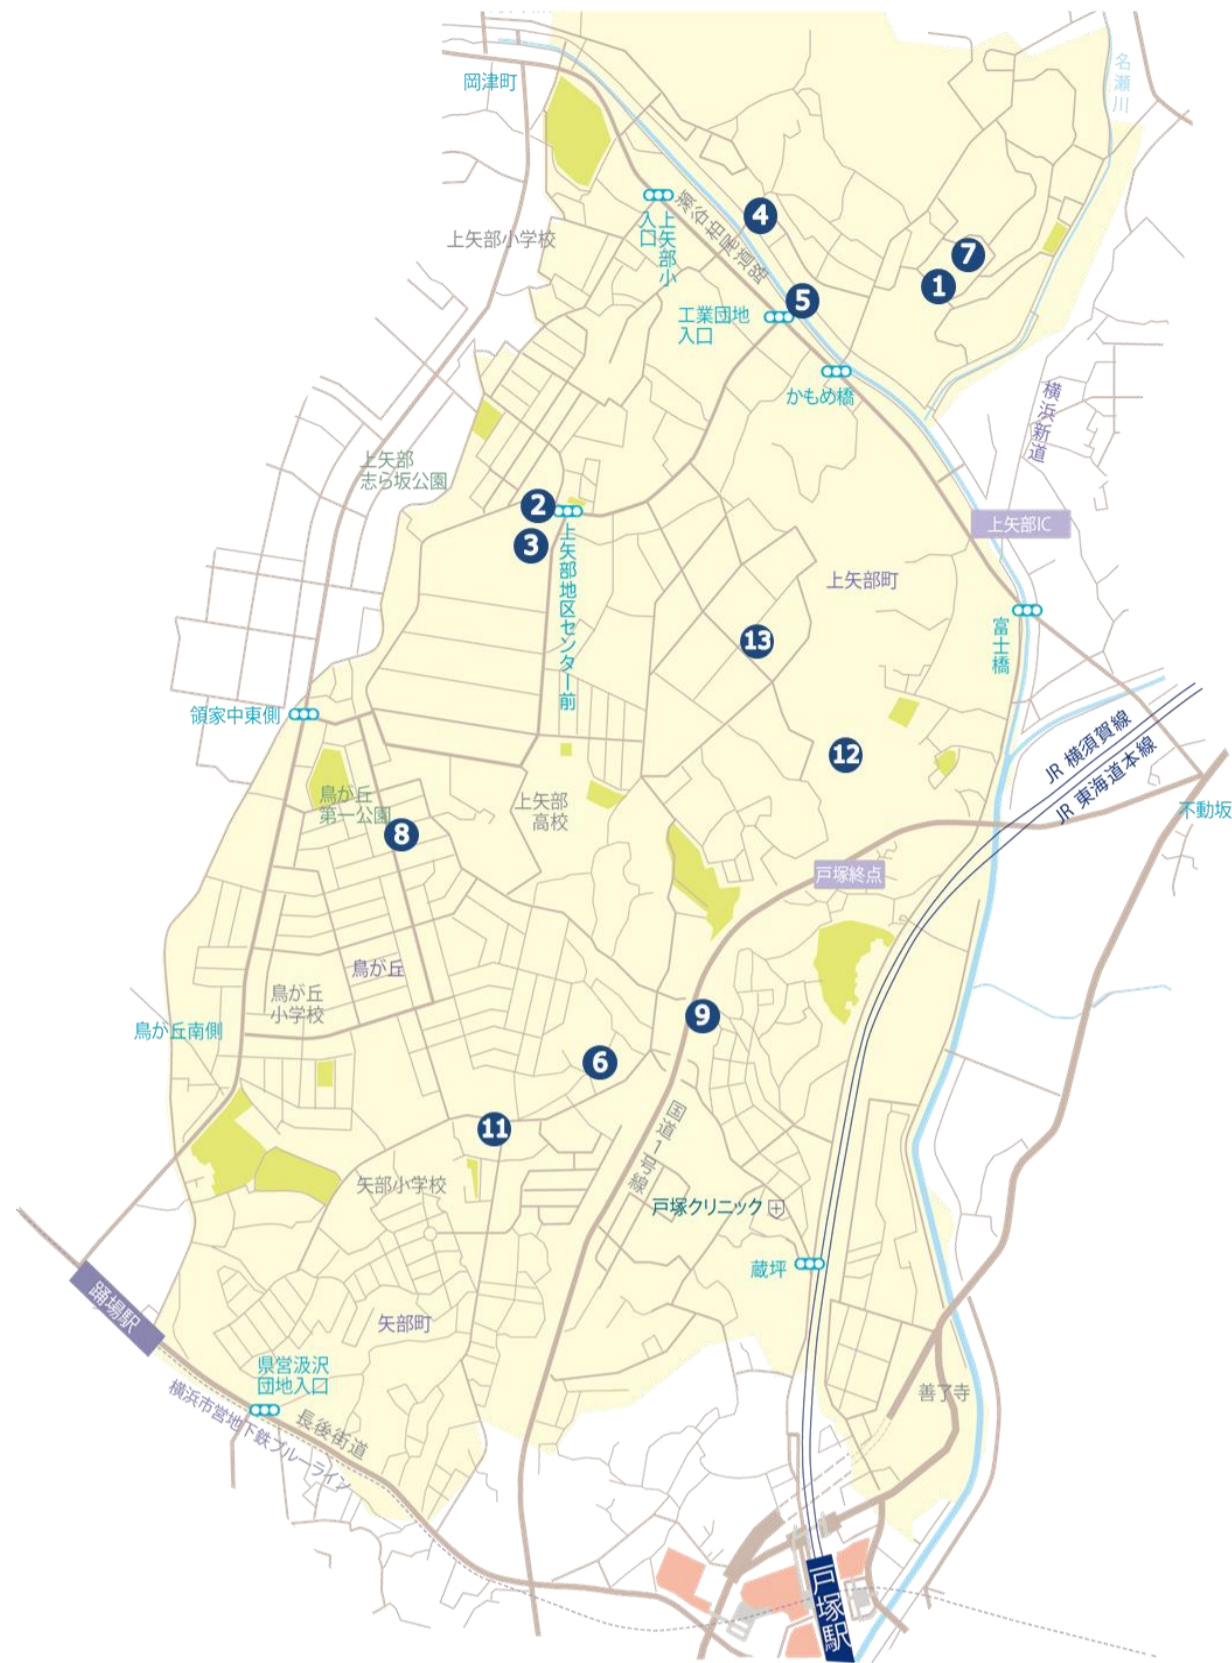 岡津町
名瀬川
4
瀬谷柏尾道路
上矢部小
入口
上矢部小学校
7
1
5
工業団地
入口
かもめ橋
横浜新道
上矢部
志ら坂公園
2
上矢部IC
3
上矢部地区センター前
上矢部町
富士橋
13
領家中東側
JR 横須賀線
JR 東海道本線
12
鳥が丘
第一公園
上矢部
高校
不動坂
8
戸塚終点
鳥が丘
鳥が丘
小学校
9
鳥が丘南側
6
11
国道1号線
矢部小学校
戸塚クリニック
蔵坪
踊場駅
矢部町
県営汲沢
団地入口
善了寺
長後街道
横浜市営地下鉄ブルーライン
戸塚駅